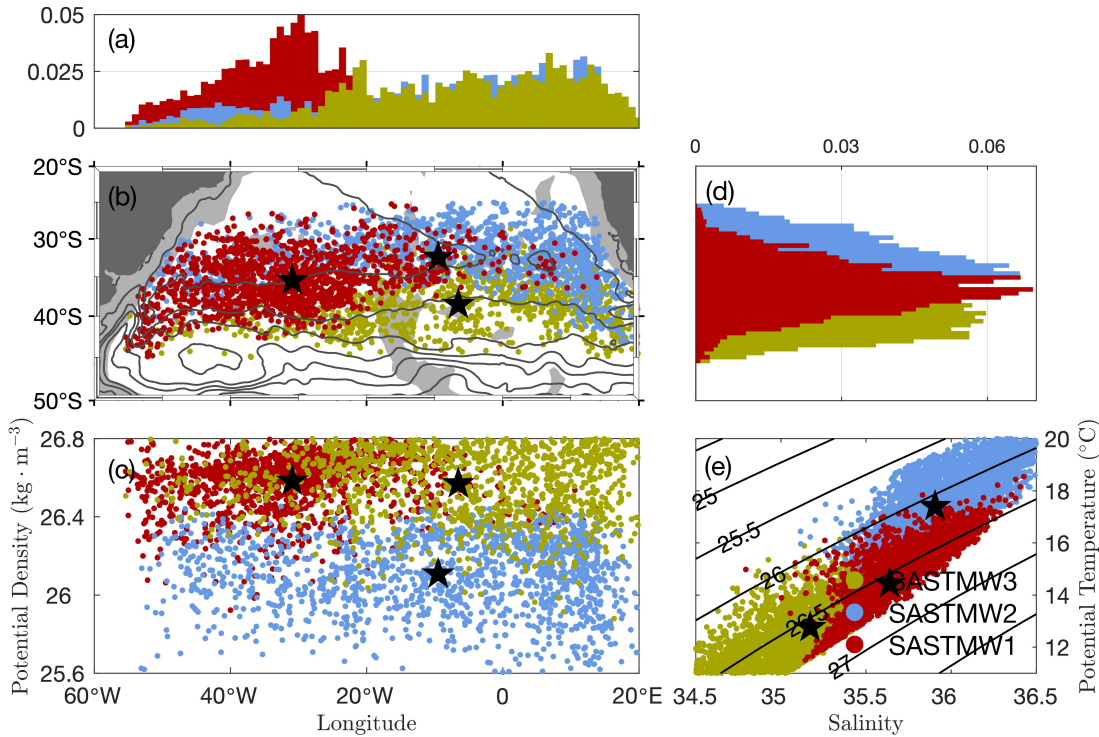 0.05
(a)
0.025
0
0 0.03 0.06
20°S
(b)
(d)
30°S
40°S
50°S
26.8
(c)
26.4
26
25.6
Potential Density (kg · m⁻³)
60°W 40°W 20°W 0 20°E
Longitude
(e)
20
18
16
14
12
Potential Temperature (°C)
25
25.5
26
26.5
27
SASTMW3
SASTMW2
SASTMW1
34.5 35 35.5 36 36.5
Salinity